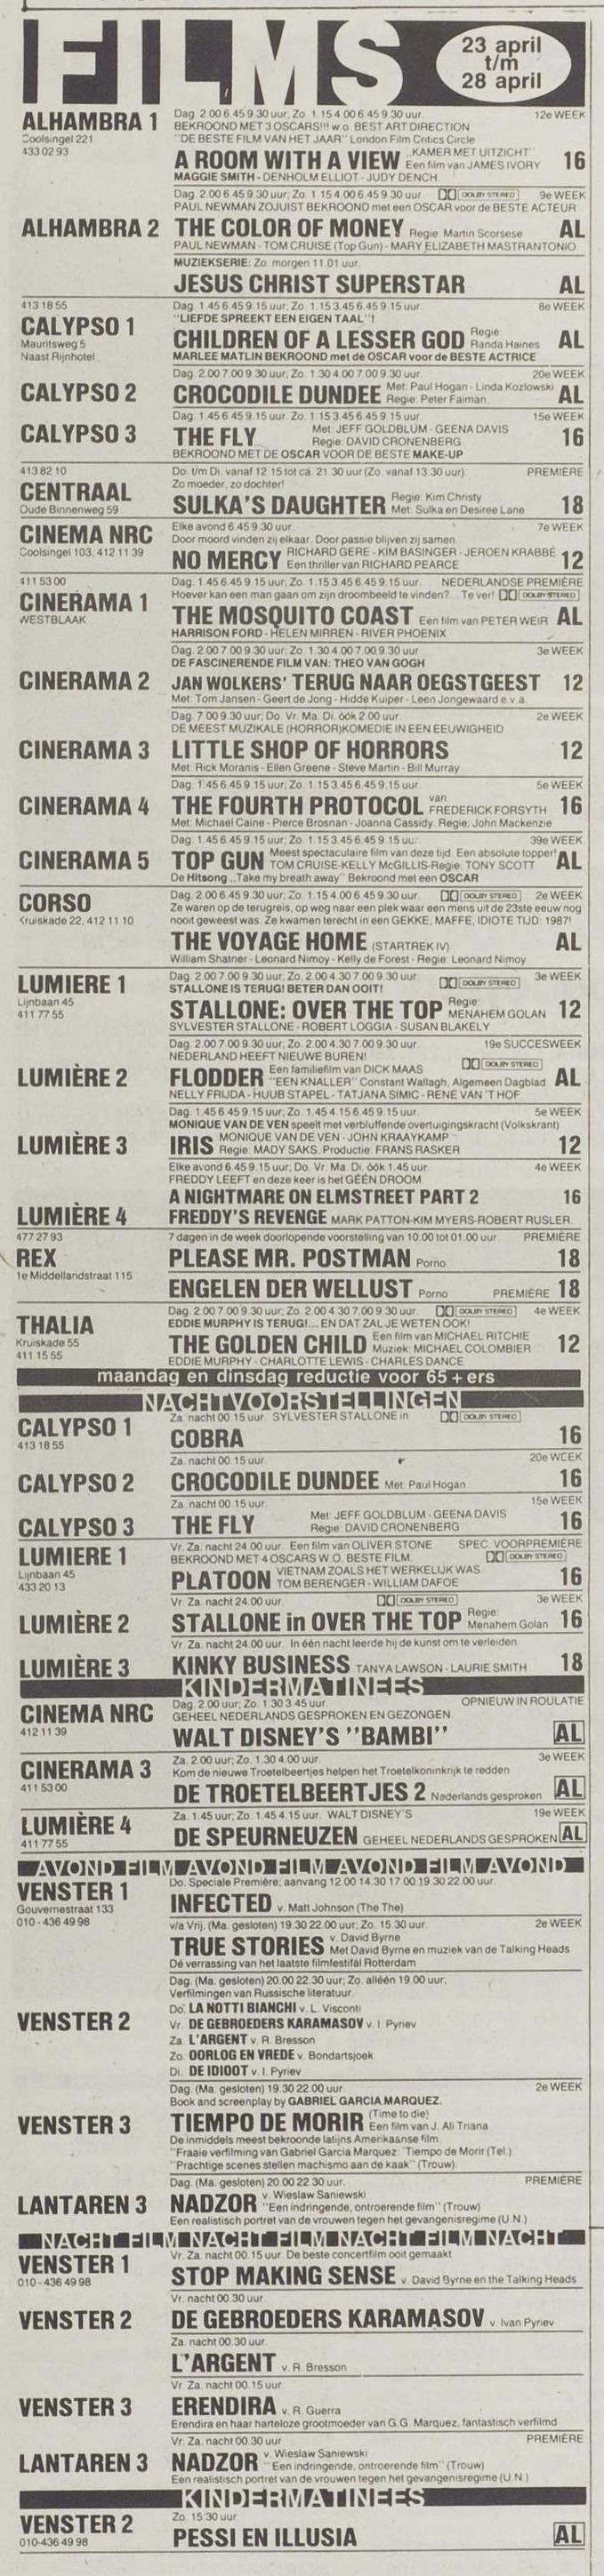 FILMS
23 april
t/m
28 april
ALHAMBRA 1
Coolsingel 221
433 02 93
Dag. 2.00 6.45 9.30 uur; Zo. 1.15 4.00 6.45 9.30 uur. 12e WEEK
BEKROOND MET 3 OSCARS!!! w.o. BEST ART DIRECTION
"DE BESTE FILM VAN HET JAAR" London Film Critics Circle
A ROOM WITH A VIEW „KAMER MET UITZICHT" Een film van JAMES IVORY 16
MAGGIE SMITH - DENHOLM ELLIOT - JUDY DENCH
Dag. 2.00 6.45 9.30 uur; Zo. 1.15 4.00 6.45 9.30 uur. DOLBY STEREO 9e WEEK
PAUL NEWMAN ZOJUIST BEKROOND met een OSCAR voor de BESTE ACTEUR
ALHAMBRA 2 THE COLOR OF MONEY Regie: Martin Scorsese AL
PAUL NEWMAN - TOM CRUISE (Top Gun) - MARY ELIZABETH MASTRANTONIO
MUZIEKSERIE: Zo. morgen 11.01 uur.
JESUS CHRIST SUPERSTAR AL
413 18 55
CALYPSO 1
Mauritsweg 5
Naast Rijnhotel
Dag. 1.45 6.45 9.15 uur; Zo. 1.15 3.45 6.45 9.15 uur. 8e WEEK
"LIEFDE SPREEKT EEN EIGEN TAAL"!
CHILDREN OF A LESSER GOD Regie: Randa Haines AL
MARLEE MATLIN BEKROOND met de OSCAR voor de BESTE ACTRICE
Dag. 2.00 7.00 9.30 uur; Zo. 1.30 4.00 7.00 9.30 uur 20e WEEK
CALYPSO 2 CROCODILE DUNDEE Met: Paul Hogan - Linda Kozlowski Regie: Peter Faiman. AL
Dag. 1.45 6.45 9.15 uur. Zo. 1.15 3.45 6.45 9.15 uur. 15e WEEK
CALYPSO 3 THE FLY Met: JEFF GOLDBLUM - GEENA DAVIS Regie: DAVID CRONENBERG 16
BEKROOND MET DE OSCAR VOOR DE BESTE MAKE-UP
413 82 10
CENTRAAL
Oude Binnenweg 59
Do. t/m Di. vanaf 12.15 tot ca. 21.30 uur (Zo. vanaf 13.30 uur) PREMIÈRE
Zo moeder, zo dochter!
SULKA'S DAUGHTER Regie: Kim Christy Met: Sulka en Desiree Lane 18
CINEMA NRC
Coolsingel 103, 412 11 39
Elke avond 6.45 9.30 uur 7e WEEK
Door moord vinden zij elkaar. Door passie blijven zij samen.
NO MERCY RICHARD GERE - KIM BASINGER - JEROEN KRABBÉ Een thriller van RICHARD PEARCE 12
411 53 00
CINERAMA 1
WESTBLAAK
Dag. 1.45 6.45 9.15 uur; Zo. 1.15 3.45 6.45 9.15 uur. NEDERLANDSE PREMIÈRE
Hoever kan een man gaan om zijn droombeeld te vinden? ... Te ver! DOLBY STEREO
THE MOSQUITO COAST Een film van PETER WEIR AL
HARRISON FORD - HELEN MIRREN - RIVER PHOENIX
Dag. 2.00 7.00 9.30 uur; Zo. 1.30 4.00 7.00 9.30 uur 3e WEEK
DE FASCINERENDE FILM VAN: THEO VAN GOGH
CINERAMA 2 JAN WOLKERS' TERUG NAAR OEGSTGEEST 12
Met: Tom Jansen - Geert de Jong - Hidde Kuiper - Leen Jongewaard e.v.a.
Dag. 7.00 9.30 uur; Do. Vr. Ma. Di. óók 2.00 uur. 2e WEEK
DE MEEST MUZIKALE (HORROR)KOMEDIE IN EEN EEUWIGHEID
CINERAMA 3 LITTLE SHOP OF HORRORS 12
Met: Rick Moranis - Ellen Greene - Steve Martin - Bill Murray
Dag. 1.45 6.45 9.15 uur; Zo. 1.15 3.45 6.45 9.15 uur. 5e WEEK
CINERAMA 4 THE FOURTH PROTOCOL van FREDERICK FORSYTH 16
Met: Michael Caine - Pierce Brosnan - Joanna Cassidy. Regie: John Mackenzie
Dag. 1.45 6.45 9.15 uur; Zo. 1.15 3.45 6.45 9.15 uur 39e WEEK
CINERAMA 5 TOP GUN Meest spectaculaire film van deze tijd. Een absolute topper! TOM CRUISE-KELLY McGILLIS-Regie: TONY SCOTT AL
De Hitsong „Take my breath away" Bekroond met een OSCAR
CORSO
Kruiskade 22, 412 11 10
Dag. 2.00 6.45 9.30 uur; Zo. 1.15 4.00 6.45 9.30 uur. DOLBY STEREO 2e WEEK
Ze waren op de terugreis, op weg naar een plek waar een mens uit de 23ste eeuw nog
nooit geweest was. Ze kwamen terecht in een GEKKE, MAFFE, IDIOTE TIJD: 1987!
THE VOYAGE HOME (STARTREK IV) AL
William Shatner - Leonard Nimoy - Kelly de Forest - Regie: Leonard Nimoy
LUMIERE 1
Lijnbaan 45
411 77 55
Dag. 2.00 7.00 9.30 uur; Zo. 2.00 4.30 7.00 9.30 uur. DOLBY STEREO 3e WEEK
STALLONE IS TERUG! BETER DAN OOIT!
STALLONE: OVER THE TOP Regie: MENAHEM GOLAN 12
SYLVESTER STALLONE - ROBERT LOGGIA - SUSAN BLAKELY
Dag. 2.00 7.00 9.30 uur; Zo. 2.00 4.30 7.00 9.30 uur. 19e SUCCESWEEK
NEDERLAND HEEFT NIEUWE BUREN! DOLBY STEREO
LUMIÈRE 2 FLODDER Een familiefilm van DICK MAAS "EEN KNALLER" Constant Wallagh, Algemeen Dagblad AL
NELLY FRIJDA - HUUB STAPEL - TATJANA SIMIC - RENÉ VAN 'T HOF
Dag. 1.45 6.45 9.15 uur; Zo. 1.45 4.15 6.45 9.15 uur. 5e WEEK
MONIQUE VAN DE VEN speelt met verbluffende overtuigingskracht (Volkskrant)
LUMIÈRE 3 IRIS MONIQUE VAN DE VEN - JOHN KRAAYKAMP Regie: MADY SAKS. Productie: FRANS RASKER 12
Elke avond 6.45 9.15 uur; Do. Vr. Ma. Di. óók 1.45 uur 4e WEEK
FREDDY LEEFT en deze keer is het GÉÉN DROOM
A NIGHTMARE ON ELMSTREET PART 2 16
LUMIÈRE 4 FREDDY'S REVENGE MARK PATTON-KIM MYERS-ROBERT RUSLER
477 27 93
REX
1e Middellandstraat 115
7 dagen in de week doorlopende voorstelling van 10.00 tot 01.00 uur. PREMIÈRE
PLEASE MR. POSTMAN Porno 18
ENGELEN DER WELLUST Porno PREMIÈRE 18
THALIA
Kruiskade 55
411 15 55
Dag. 2.00 7.00 9.30 uur; Zo. 2.00 4.30 7.00 9.30 uur. DOLBY STEREO 4e WEEK
EDDIE MURPHY IS TERUG!... EN DAT ZAL JE WETEN OOK!
THE GOLDEN CHILD Een film van MICHAEL RITCHIE Muziek: MICHAEL COLOMBIER 12
EDDIE MURPHY - CHARLOTTE LEWIS - CHARLES DANCE
maandag en dinsdag reductie voor 65 + ers
NACHTVOORSTELLINGEN
CALYPSO 1
413 18 55
Za. nacht 00.15 uur. SYLVESTER STALLONE in DOLBY STEREO
COBRA 16
Za. nacht 00.15 uur. 20e WEEK
CALYPSO 2 CROCODILE DUNDEE Met: Paul Hogan 16
Za. nacht 00.15 uur. 15e WEEK
CALYPSO 3 THE FLY Met: JEFF GOLDBLUM - GEENA DAVIS Regie: DAVID CRONENBERG 16
LUMIERE 1
Lijnbaan 45
433 20 13
Vr. Za. nacht 24.00 uur. Een film van OLIVER STONE SPEC. VOORPREMIÈRE
BEKROOND MET 4 OSCARS W.O. BESTE FILM DOLBY STEREO
PLATOON VIETNAM ZOALS HET WERKELIJK WAS TOM BERENGER - WILLIAM DAFOE 16
Vr. Za. nacht 24.00 uur. DOLBY STEREO 3e WEEK
LUMIÈRE 2 STALLONE in OVER THE TOP Regie: Menahem Golan 16
Vr. Za. nacht 24.00 uur. In één nacht leerde hij de kunst om te verleiden
LUMIÈRE 3 KINKY BUSINESS TANYA LAWSON - LAURIE SMITH 18
KINDERMATINEES
CINEMA NRC
412 11 39
Dag. 2.00 uur; Zo. 1.30 3.45 uur. OPNIEUW IN ROULATIE
GEHEEL NEDERLANDS GESPROKEN EN GEZONGEN.
WALT DISNEY'S "BAMBI" AL
CINERAMA 3
411 53 00
Za. 2.00 uur; Zo. 1.30 4.00 uur. 3e WEEK
Kom de nieuwe Troetelbeertjes helpen het Troetelkoninkrijk te redden
DE TROETELBEERTJES 2 Nederlands gesproken AL
LUMIÈRE 4
411 77 55
Za. 1.45 uur; Zo. 1.45 4.15 uur. WALT DISNEY'S 19e WEEK
DE SPEURNEUZEN GEHEEL NEDERLANDS GESPROKEN AL
AVOND FILM AVOND FILM AVOND FILM AVOND
VENSTER 1
Gouvernestraat 133
010 - 436 49 98
Do. Speciale Première; aanvang 12.00 14.30 17.00 19.30 22.00 uur.
INFECTED v. Matt Johnson (The The)
v/a Vrij. (Ma. gesloten) 19.30 22.00 uur; Zo. 15.30 uur. 2e WEEK
TRUE STORIES v. David Byrne Met David Byrne en muziek van de Talking Heads
Dé verrassing van het laatste filmfestifal Rotterdam
Dag. (Ma. gesloten) 20.00 22.30 uur; Zo. alléén 19.00 uur;
Verfilmingen van Russische literatuur
VENSTER 2
Do. LA NOTTI BIANCHI v. L. Visconti
Vr. DE GEBROEDERS KARAMASOV v. I. Pyriev
Za. L'ARGENT v. R. Bresson
Zo. OORLOG EN VREDE v. Bondartsjoek
Di. DE IDIOOT v. I. Pyriev
Dag. (Ma. gesloten) 19.30 22.00 uur. 2e WEEK
Book and screenplay by GABRIEL GARCIA MARQUEZ.
VENSTER 3 TIEMPO DE MORIR (Time to die) Een film van J. Ali Triana
De inmiddels meest bekroonde latijns Amerikaanse film.
"Fraaie verfilming van Gabriel Garcia Marquez: Tiempo de Morir (Tel.)
"Prachtige scenes stellen machismo aan de kaak" (Trouw).
Dag. (Ma. gesloten) 20.00 22.30 uur. PREMIÈRE
LANTAREN 3 NADZOR v. Wieslaw Saniewski "Een indringende, ontroerende film" (Trouw)
Een realistisch portret van de vrouwen tegen het gevangenisregime (U.N.)
NACHT FILM NACHT FILM NACHT FILM NACHT
VENSTER 1
010 - 436 49 98
Vr. Za. nacht 00.15 uur. De beste concertfilm ooit gemaakt
STOP MAKING SENSE v. David Byrne en the Talking Heads
Vr. nacht 00.30 uur.
VENSTER 2 DE GEBROEDERS KARAMASOV v. Ivan Pyriev
Za. nacht 00.30 uur.
L'ARGENT v. R. Bresson
Vr. Za. nacht 00.15 uur.
VENSTER 3 ERENDIRA v. R. Guerra
Erendira en haar harteloze grootmoeder van G.G. Marquez, fantastisch verfilmd
Vr. Za. nacht 00.30 uur PREMIÈRE
LANTAREN 3 NADZOR v. Wieslaw Saniewski "Een indringende, ontroerende film" (Trouw)
Een realistisch portret van de vrouwen tegen het gevangenisregime (U.N.)
KINDERMATINEES
VENSTER 2
010-436 49 98
Zo. 15.30 uur.
PESSI EN ILLUSIA AL